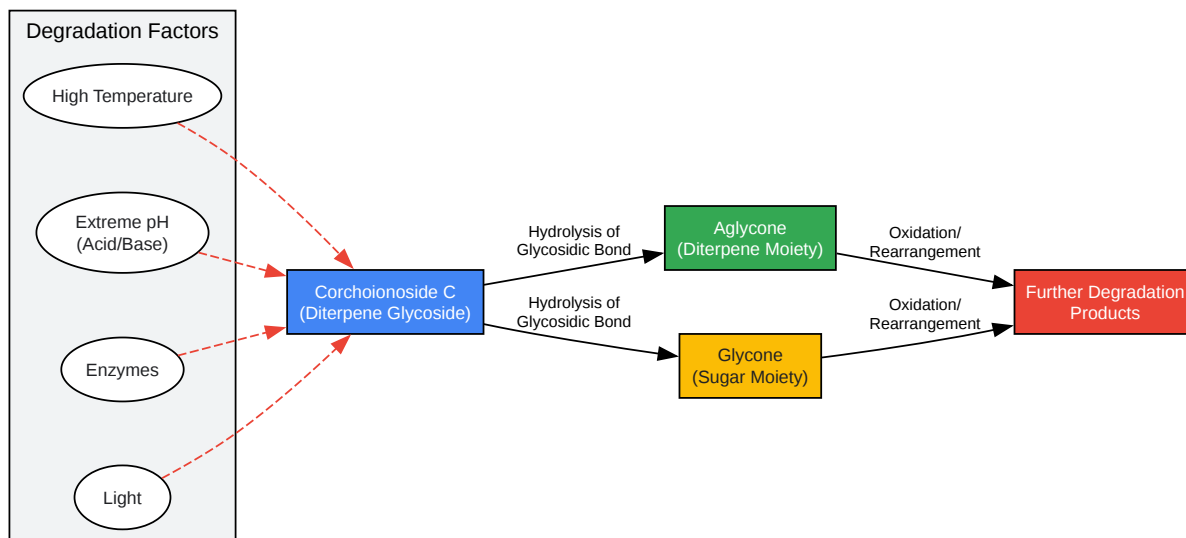 Degradation Factors
High Temperature
Extreme pH
(Acid/Base)
Enzymes
Light
Corchoionoside C
(Diterpene Glycoside)
Hydrolysis of
Glycosidic Bond
Hydrolysis of
Glycosidic Bond
Aglycone
(Diterpene Moiety)
Glycone
(Sugar Moiety)
Oxidation/
Rearrangement
Oxidation/
Rearrangement
Further Degradation
Products